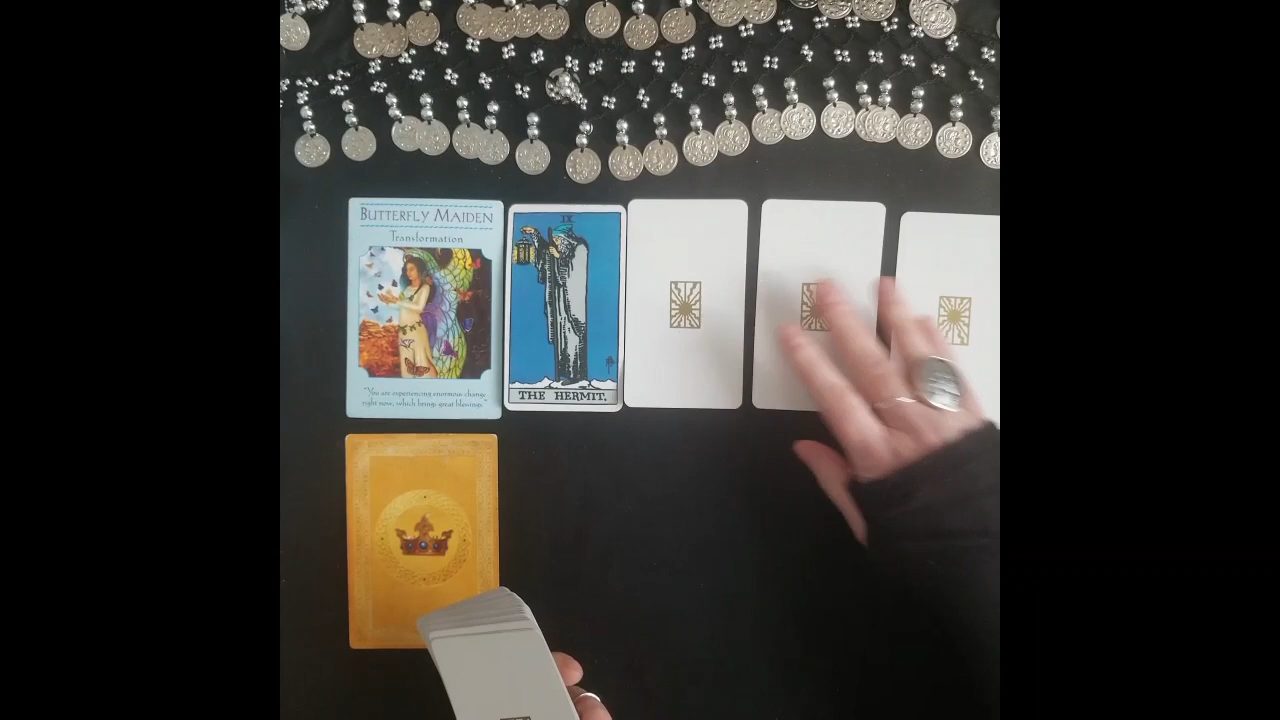 BUTTERFLY MAIDEN
Transformation
"You are experiencing enormous change
right now, which brings great blessings."
IX
THE HERMIT.